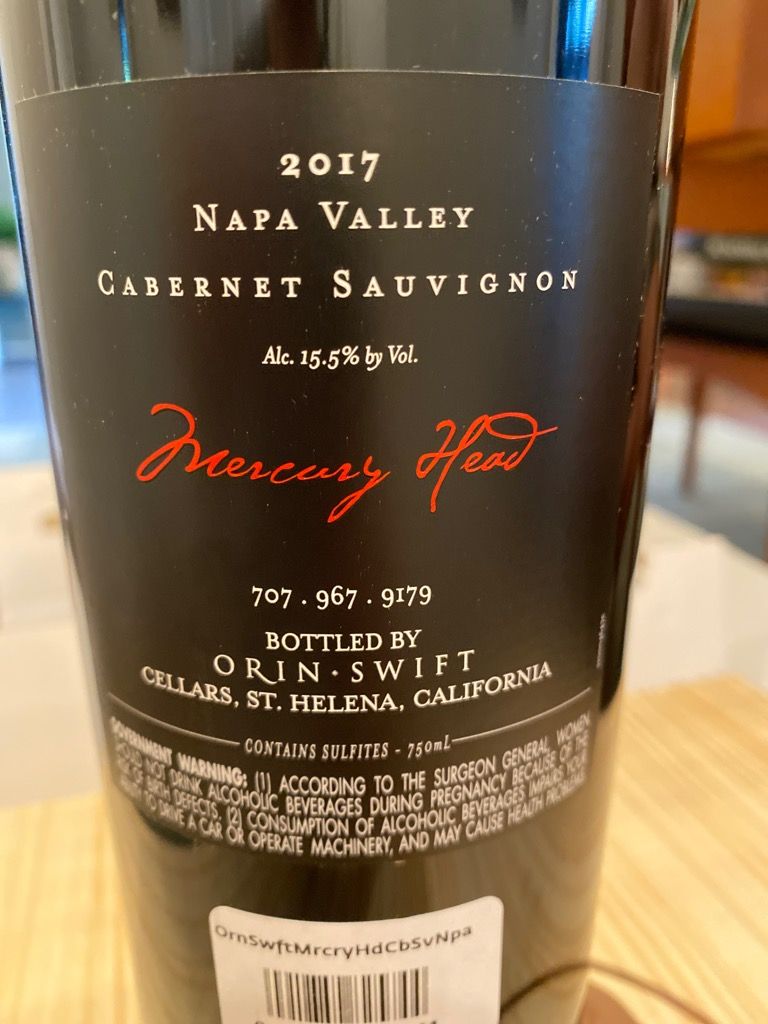 2017
NAPA VALLEY
CABERNET SAUVIGNON
Alc. 15.5% by Vol.
Mercury Head
707 . 967 . 9179
BOTTLED BY
ORIN · SWIFT
CELLARS, ST. HELENA, CALIFORNIA
CONTAINS SULFITES - 750mL
GOVERNMENT WARNING: (1) ACCORDING TO THE SURGEON GENERAL, WOMEN
SHOULD NOT DRINK ALCOHOLIC BEVERAGES DURING PREGNANCY BECAUSE OF THE
RISK OF BIRTH DEFECTS. (2) CONSUMPTION OF ALCOHOLIC BEVERAGES IMPAIRS YOUR
ABILITY TO DRIVE A CAR OR OPERATE MACHINERY, AND MAY CAUSE HEALTH PROBLEMS.
OrnSwftMrcryHdCbSvNpa